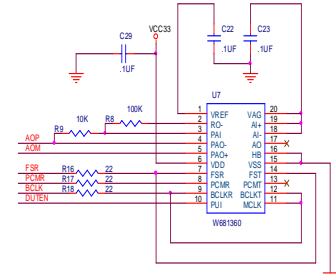 C29
VCC33
C22
C23
.1UF
.1UF
.1UF
U7
100K
10K
R8
R9
AOP
AOM
1 VREF VAG 20
2 RO- AI+ 19
3 PAI AI- 18
4 PAO- AO 17
5 PAO+ HB 16
6 VDD VSS 15
7 FSR FST 14
8 PCMR PCMT 13
9 BCLKR BCLKT 12
10 PUI MCLK 11
FSR R16 22
PCMR R17 22
BCLK R18 22
DUTEN
W681360